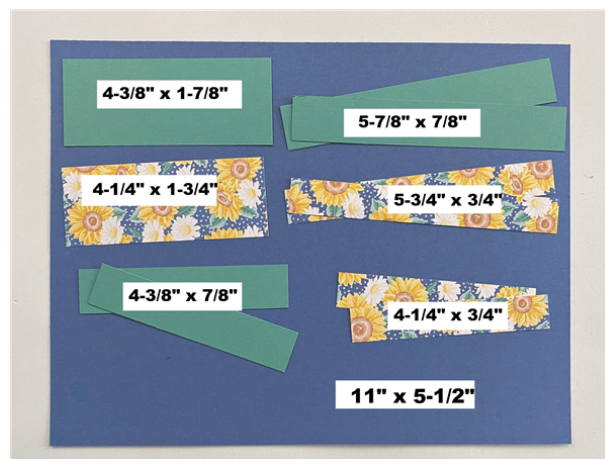 4-3/8" x 1-7/8"
5-7/8" x 7/8"
4-1/4" x 1-3/4"
5-3/4" x 3/4"
4-3/8" x 7/8"
4-1/4" x 3/4"
11" x 5-1/2"